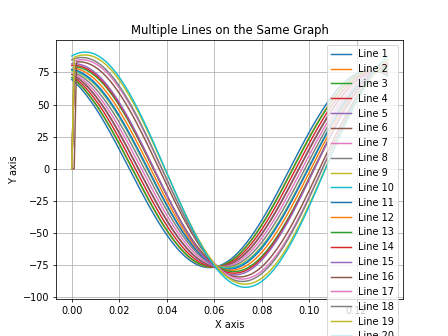 Multiple Lines on the Same Graph
Y axis
75
50
25
0
−25
−50
−75
−100
0.00
0.02
0.04
0.06
0.08
0.10
X axis
Line 1
Line 2
Line 3
Line 4
Line 5
Line 6
Line 7
Line 8
Line 9
Line 10
Line 11
Line 12
Line 13
Line 14
Line 15
Line 16
Line 17
Line 18
Line 19
Line 20